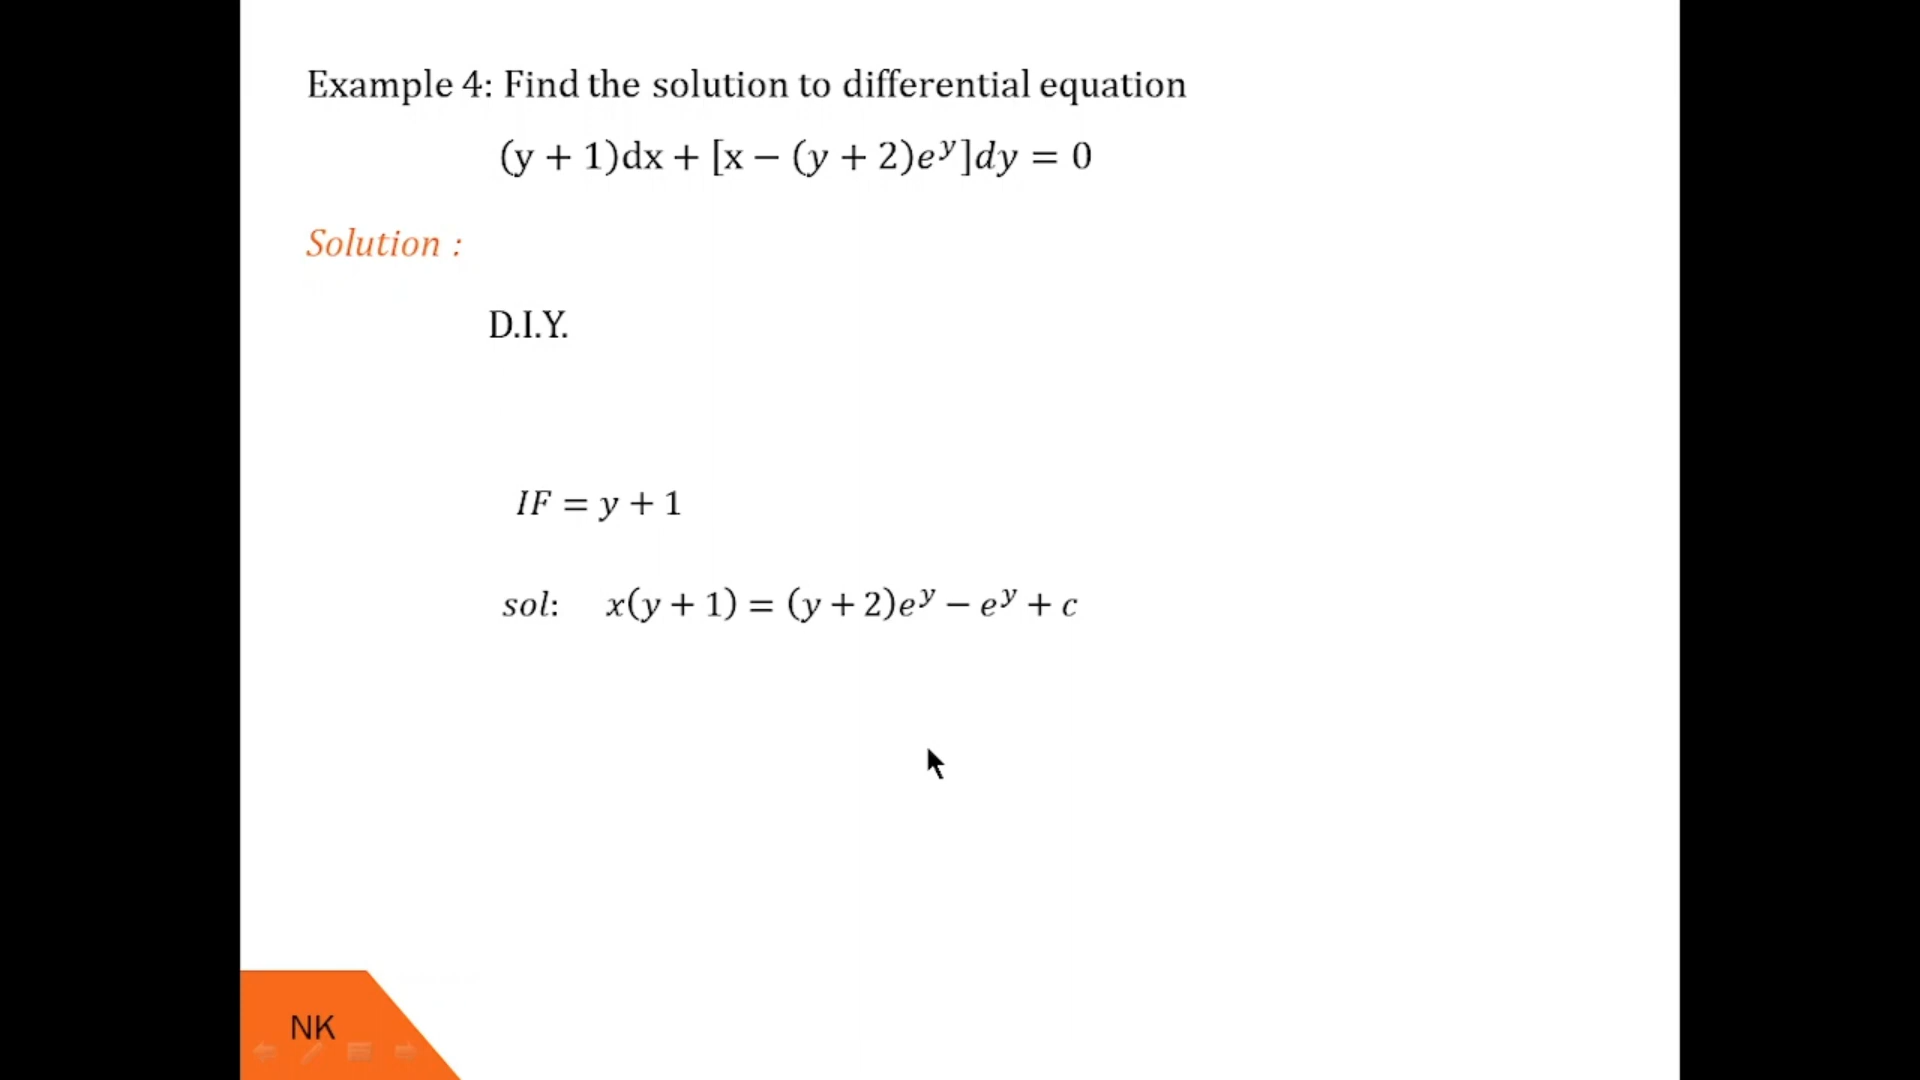 Example 4: Find the solution to differential equation
(y + 1)dx + [x − (y + 2)e^y]dy = 0
Solution :
D.I.Y.
IF = y + 1
sol: x(y + 1) = (y + 2)e^y − e^y + c
NK